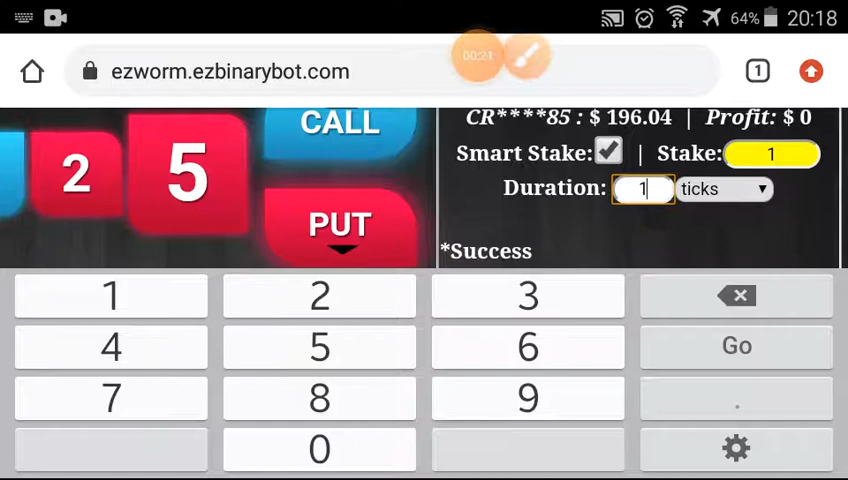 64% 20:18
ezworm.ezbinarybot.com 00:21 1
CR****85 : $ 196.04 | Profit: $ 0
CALL
Smart Stake: | Stake: 1
2 5
Duration: 1 ticks
PUT
*Success
1 2 3
4 5 6 Go
7 8 9 .
0